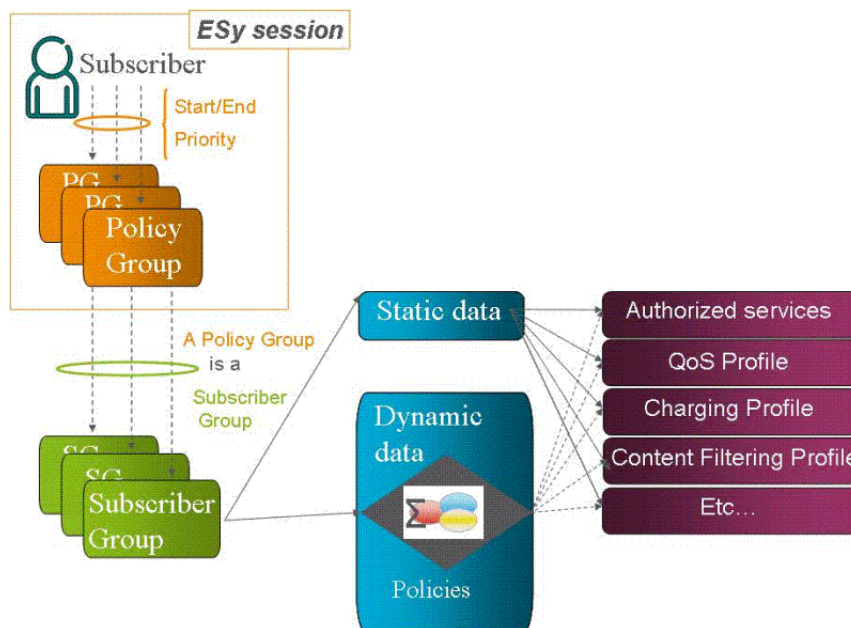 ESy session
Subscriber
Start/End
Priority
PG
PG
Policy
Group
A Policy Group
is a
Subscriber
Group
SG
SG
Subscriber
Group
Static data
Dynamic
data
Σ
Policies
Authorized services
QoS Profile
Charging Profile
Content Filtering Profile
Etc...